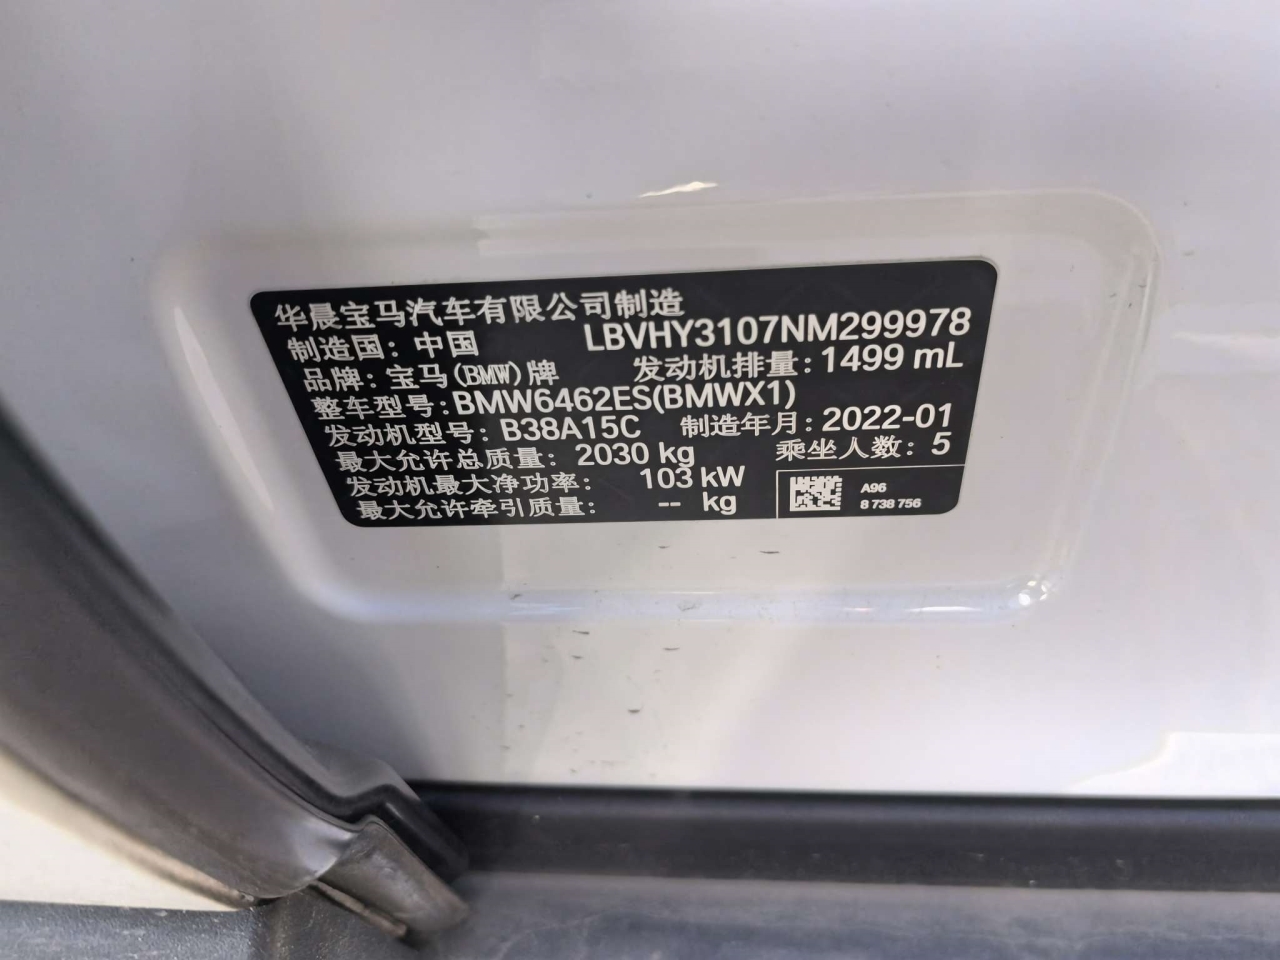 华晨宝马汽车有限公司制造
制造国：中国 LBVHY3107NM299978
品牌：宝马(BMW)牌 发动机排量：1499 mL
整车型号：BMW6462ES(BMWX1)
发动机型号：B38A15C 制造年月：2022-01
最大允许总质量：2030 kg 乘坐人数：5
发动机最大净功率：103 kW
最大允许牵引质量：-- kg
A96
8 738 756